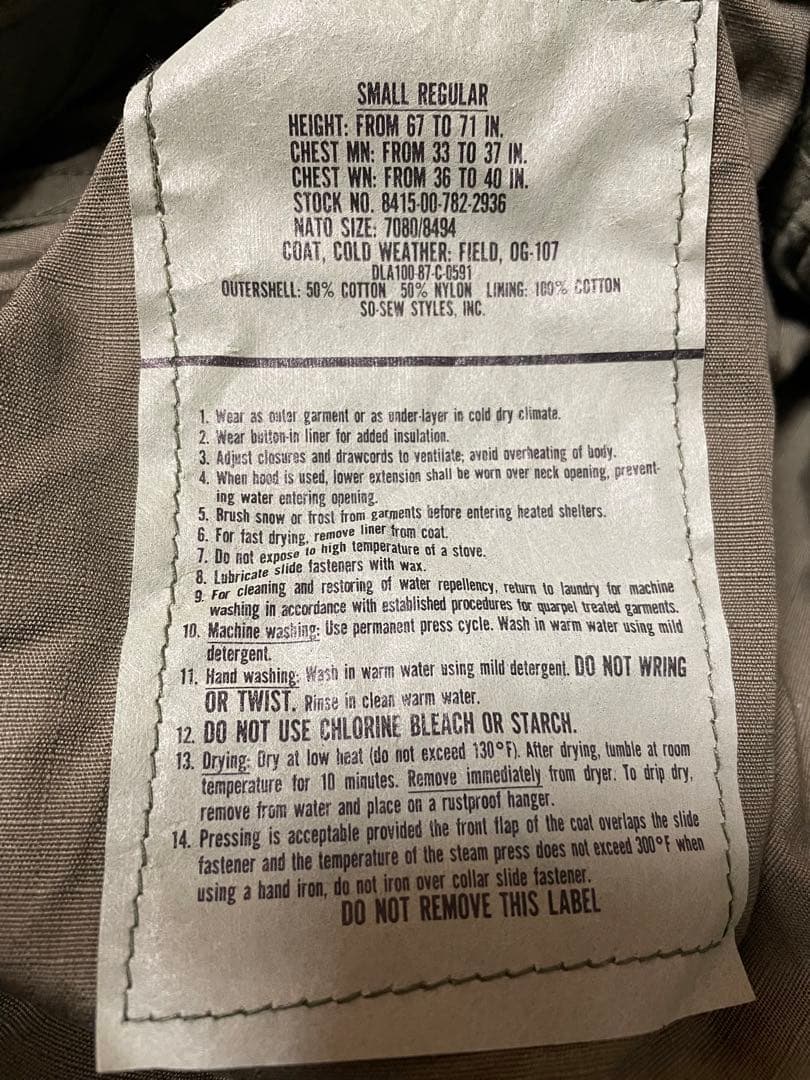 SMALL REGULAR
HEIGHT: FROM 67 TO 71 IN.
CHEST MN: FROM 33 TO 37 IN.
CHEST WN: FROM 36 TO 40 IN.
STOCK NO. 8415-00-782-2936
NATO SIZE: 7080/8494
COAT, COLD WEATHER: FIELD, OG-107
DLA100-87-C-0591
OUTERSHELL: 50% COTTON 50% NYLON LINING: 100% COTTON
SO-SEW STYLES, INC.
1. Wear as outer garment or as under-layer in cold dry climate.
2. Wear button-in liner for added insulation.
3. Adjust closures and drawcords to ventilate; avoid overheating of body.
4. When hood is used, lower extension shall be worn over neck opening, prevent-
ing water entering opening.
5. Brush snow or frost from garments before entering heated shelters.
6. For fast drying, remove liner from coat.
7. Do not expose to high temperature of a stove.
8. Lubricate slide fasteners with wax.
9. For cleaning and restoring of water repellency, return to laundry for machine
washing in accordance with established procedures for quarpel treated garments.
10. Machine washing: Use permanent press cycle. Wash in warm water using mild
detergent.
11. Hand washing: Wash in warm water using mild detergent. DO NOT WRING
OR TWIST. Rinse in clean warm water.
12. DO NOT USE CHLORINE BLEACH OR STARCH.
13. Drying: Dry at low heat (do not exceed 130°F). After drying, tumble at room
temperature for 10 minutes. Remove immediately from dryer. To drip dry,
remove from water and place on a rustproof hanger.
14. Pressing is acceptable provided the front flap of the coat overlaps the slide
fastener and the temperature of the steam press does not exceed 300°F when
using a hand iron, do not iron over collar slide fastener.
DO NOT REMOVE THIS LABEL